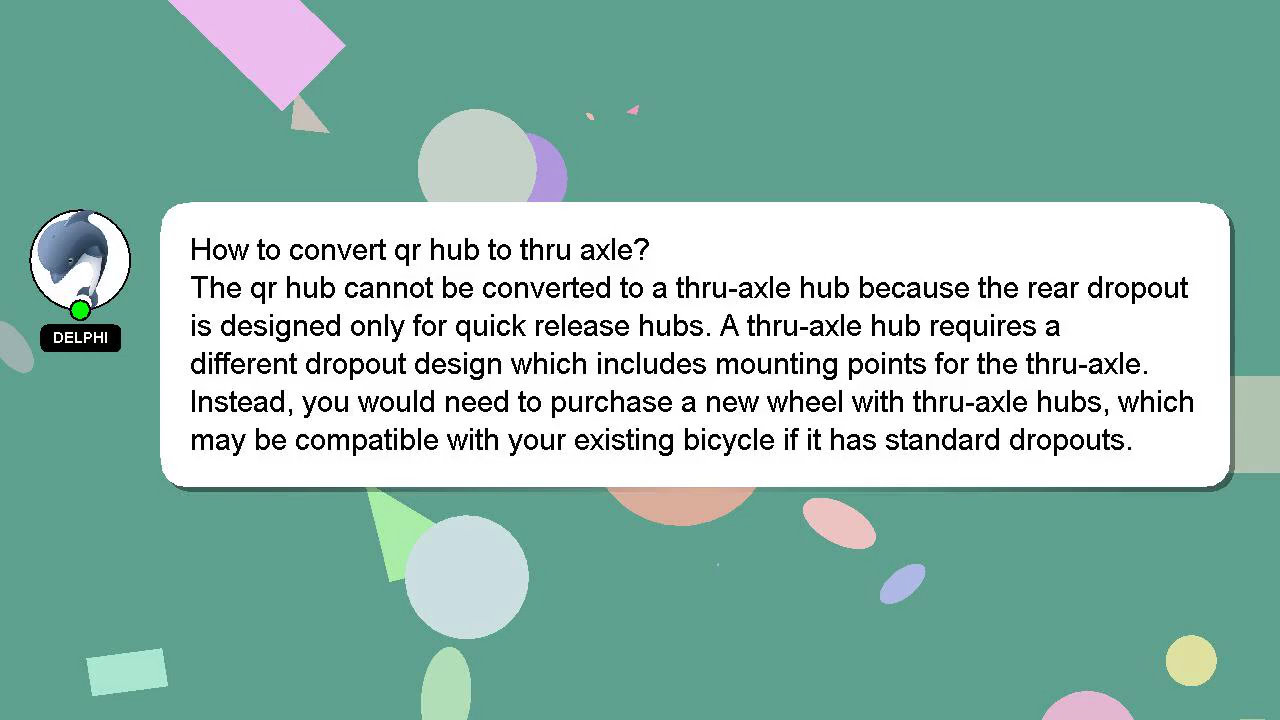 How to convert qr hub to thru axle?
The qr hub cannot be converted to a thru-axle hub because the rear dropout
is designed only for quick release hubs. A thru-axle hub requires a
different dropout design which includes mounting points for the thru-axle.
Instead, you would need to purchase a new wheel with thru-axle hubs, which
may be compatible with your existing bicycle if it has standard dropouts.
DELPHI